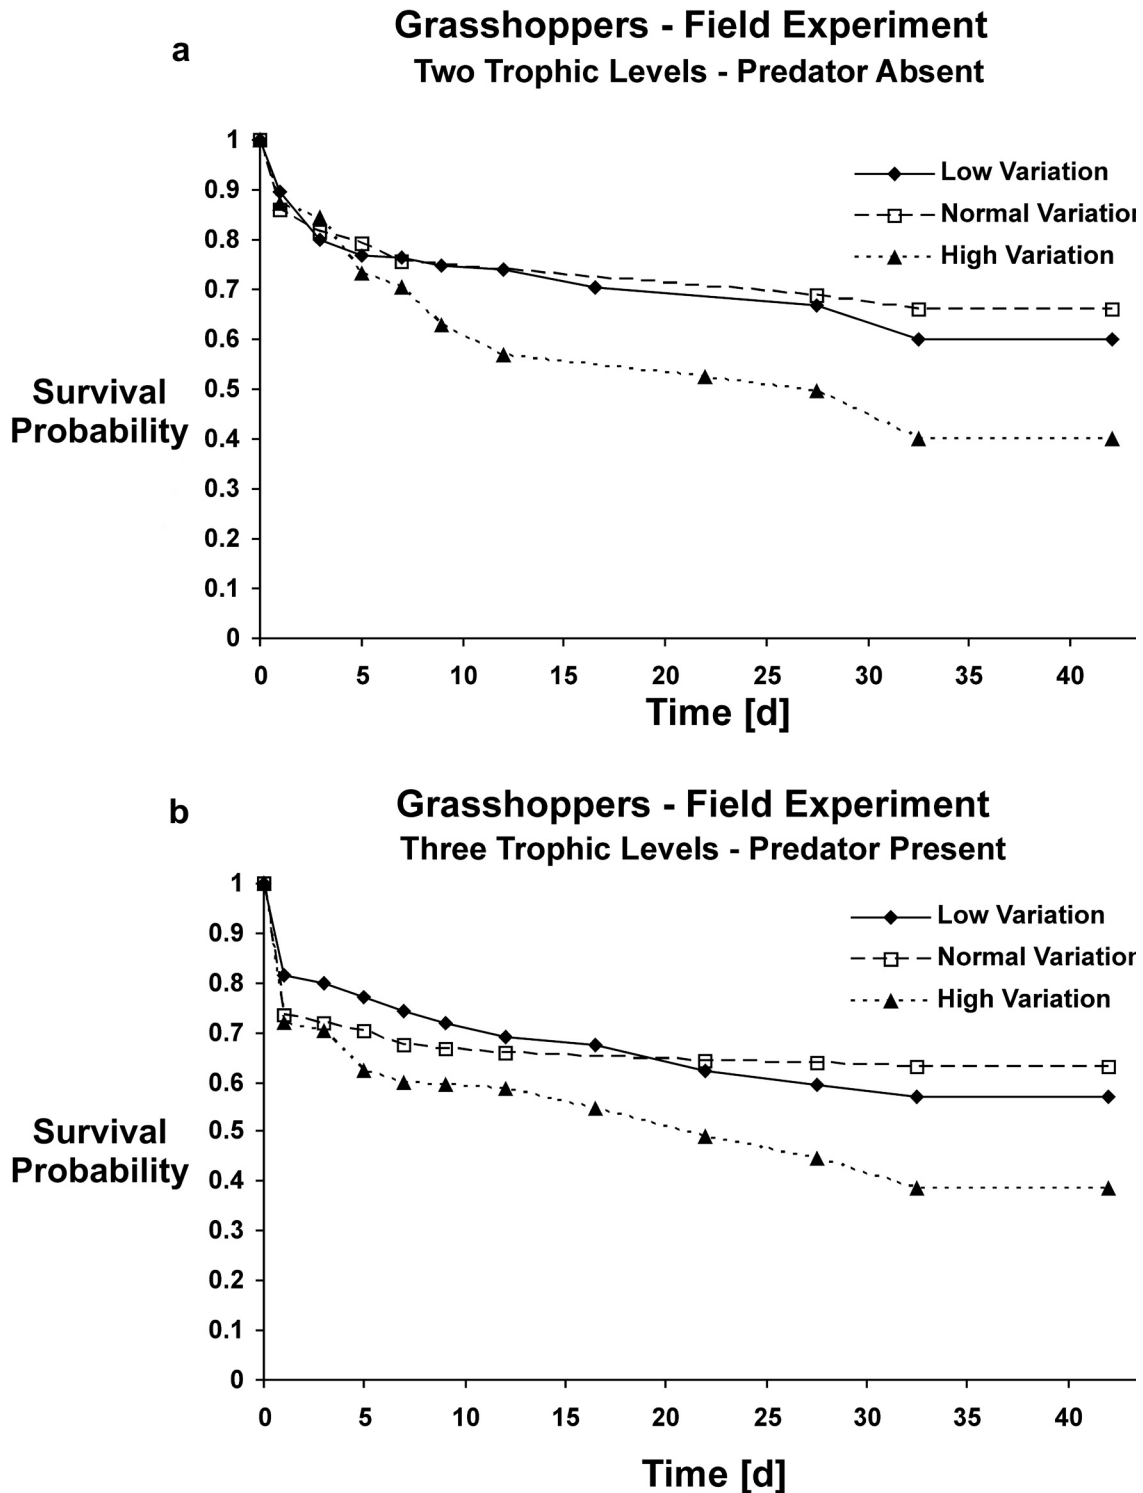 a
Grasshoppers - Field Experiment
Two Trophic Levels - Predator Absent
1
0.9
0.8
0.7
0.6
0.5
0.4
0.3
0.2
0.1
0
Low Variation
Normal Variation
High Variation
Survival
Probability
0 5 10 15 20 25 30 35 40
Time [d]
b
Grasshoppers - Field Experiment
Three Trophic Levels - Predator Present
1
0.9
0.8
0.7
0.6
0.5
0.4
0.3
0.2
0.1
0
Low Variation
Normal Variation
High Variation
Survival
Probability
0 5 10 15 20 25 30 35 40
Time [d]